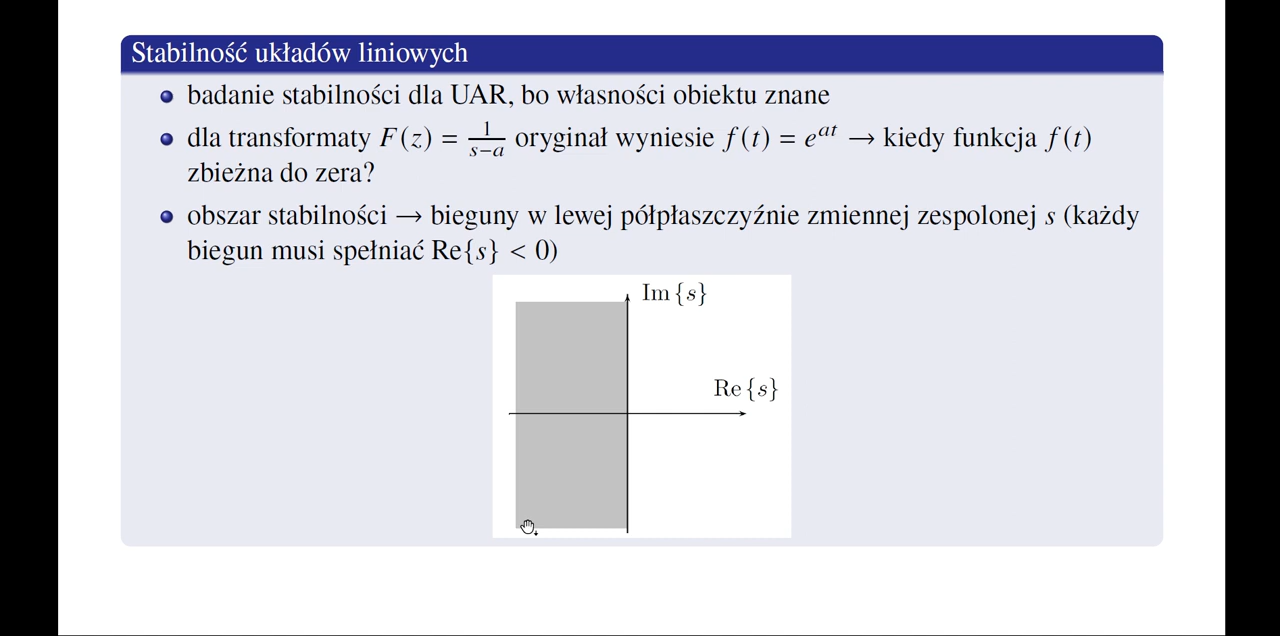 Stabilność układów liniowych
badanie stabilności dla UAR, bo własności obiektu znane
dla transformaty F(z) = 1/(s−a) oryginał wyniesie f(t) = e^{at} → kiedy funkcja f(t)
zbieżna do zera?
obszar stabilności → bieguny w lewej półpłaszczyźnie zmiennej zespolonej s (każdy
biegun musi spełniać Re{s} < 0)
Im{s}
Re{s}